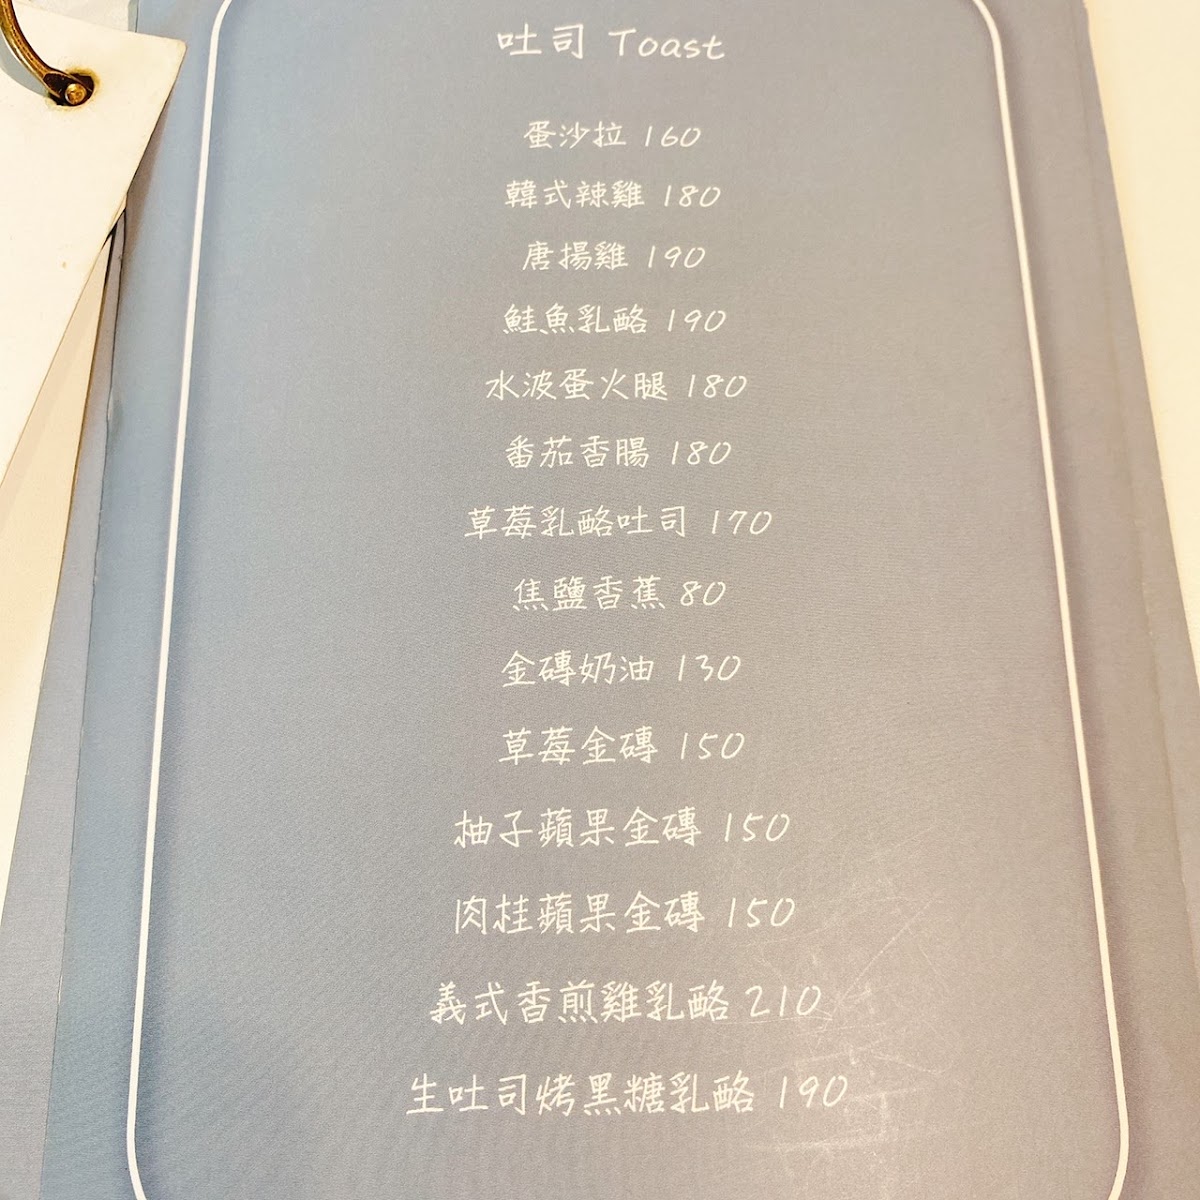 吐司 Toast
蛋沙拉 160
韓式辣雞 180
唐揚雞 190
鮭魚乳酪 190
水波蛋火腿 180
番茄香腸 180
草莓乳酪吐司 170
焦鹽香蕉 80
金磚奶油 130
草莓金磚 150
柚子蘋果金磚 150
肉桂蘋果金磚 150
義式香煎雞乳酪 210
生吐司烤黑糖乳酪 190